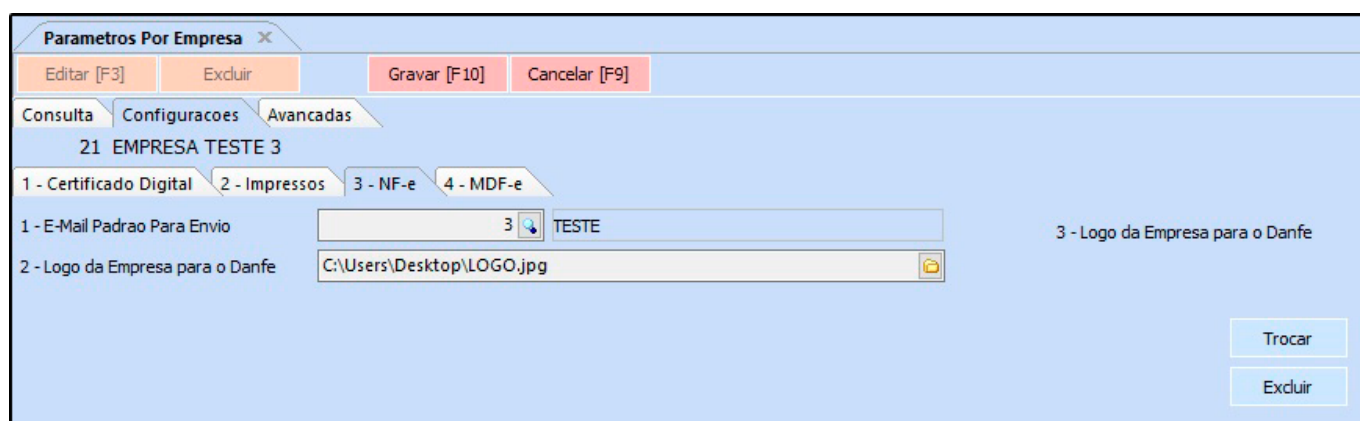 Parametros Por Empresa
Editar [F3] Excluir Gravar [F10] Cancelar [F9]
Consulta Configuracoes Avancadas
21 EMPRESA TESTE 3
1 - Certificado Digital 2 - Impressos 3 - NF-e 4 - MDF-e
1 - E-Mail Padrao Para Envio 3 TESTE 3 - Logo da Empresa para o Danfe
2 - Logo da Empresa para o Danfe C:\Users\Desktop\LOGO.jpg
Trocar
Excluir